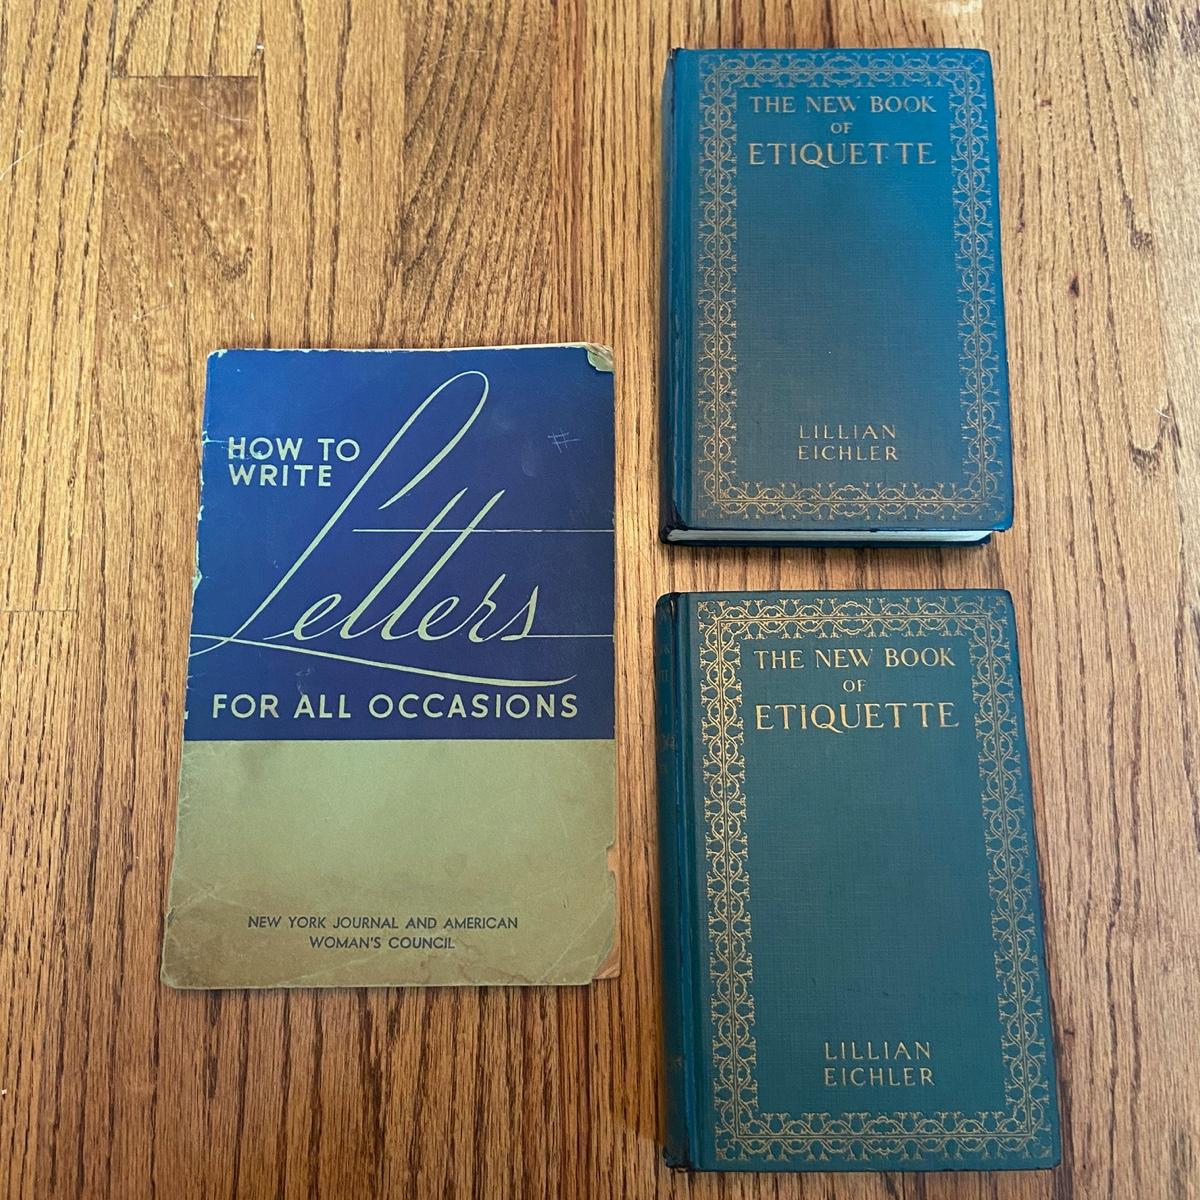 HOW TO
WRITE
Letters
FOR ALL OCCASIONS
NEW YORK JOURNAL AND AMERICAN
WOMAN'S COUNCIL
THE NEW BOOK
OF
ETIQUETTE
LILLIAN
EICHLER
THE NEW BOOK
OF
ETIQUETTE
LILLIAN
EICHLER